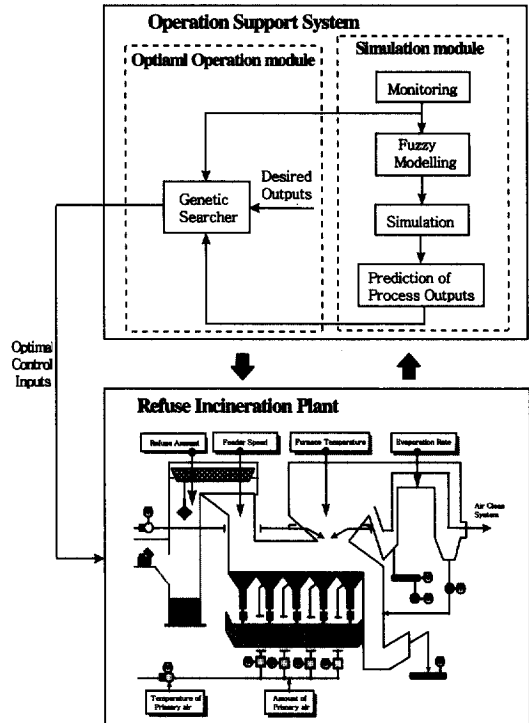 Operation Support System
Optiaml Operation module
Simulation module
Monitoring
Fuzzy
Modelling
Desired
Outputs
Genetic
Searcher
Simulation
Prediction of
Process Outputs
Optimal
Control
Inputs
Refuse Incineration Plant
Refuse Amount
Feeder Speed
Furnace Temperature
Evaporation Rate
Air Clean
System
Temperature of
Primary air
Amount of
Primary air